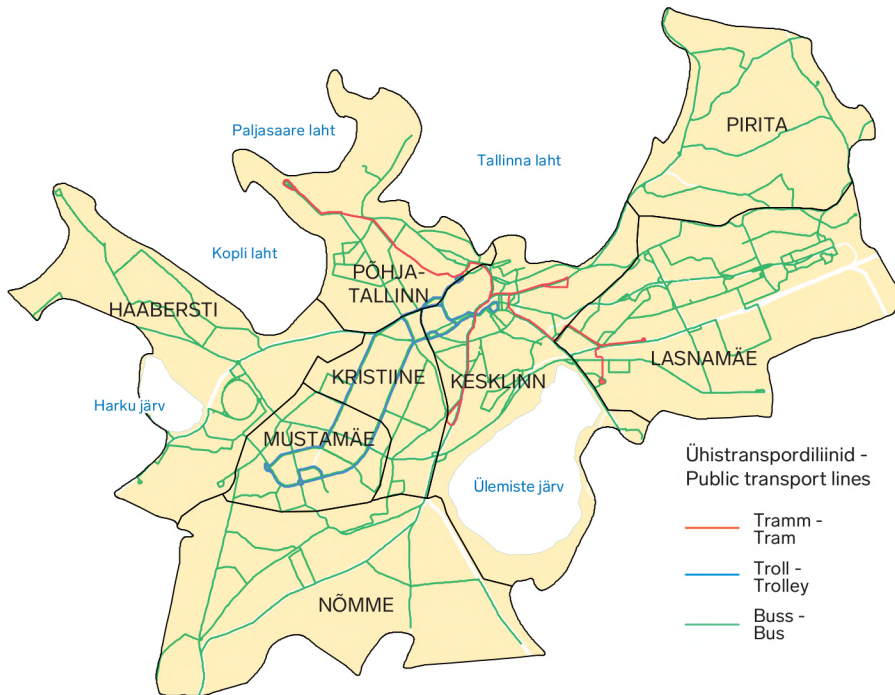 Paljasaare laht
Tallinna laht
PIRITA
Kopli laht
PÕHJA-
TALLINN
HAABERSTI
LASNAMÄE
KRISTIINE
KESKLINN
Harku järv
MUSTAMÄE
Ülemiste järv
NÕMME
Ühistranspordiliinid -
Public transport lines
Tramm -
Tram
Troll -
Trolley
Buss -
Bus